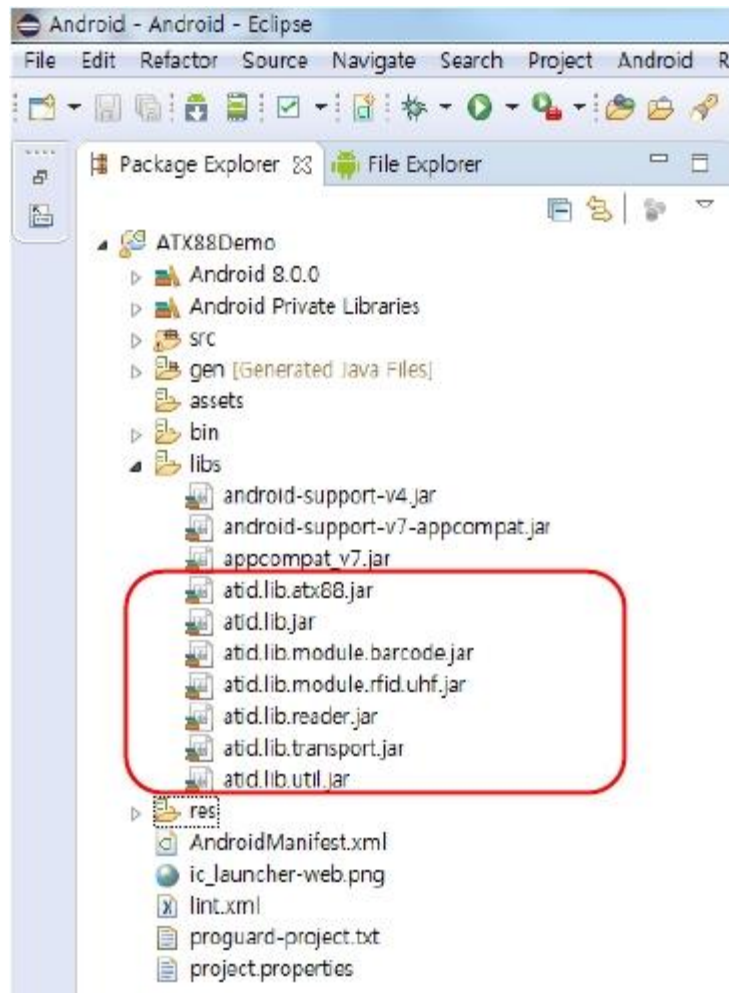 Android - Android - Eclipse
File Edit Refactor Source Navigate Search Project Android R
Package Explorer File Explorer
ATX88Demo
Android 8.0.0
Android Private Libraries
src
gen [Generated Java Files]
assets
bin
libs
android-support-v4.jar
android-support-v7-appcompat.jar
appcompat_v7.jar
atid.lib.atx88.jar
atid.lib.jar
atid.lib.module.barcode.jar
atid.lib.module.rfid.uhf.jar
atid.lib.reader.jar
atid.lib.transport.jar
atid.lib.util.jar
res
AndroidManifest.xml
ic_launcher-web.png
lint.xml
proguard-project.txt
project.properties